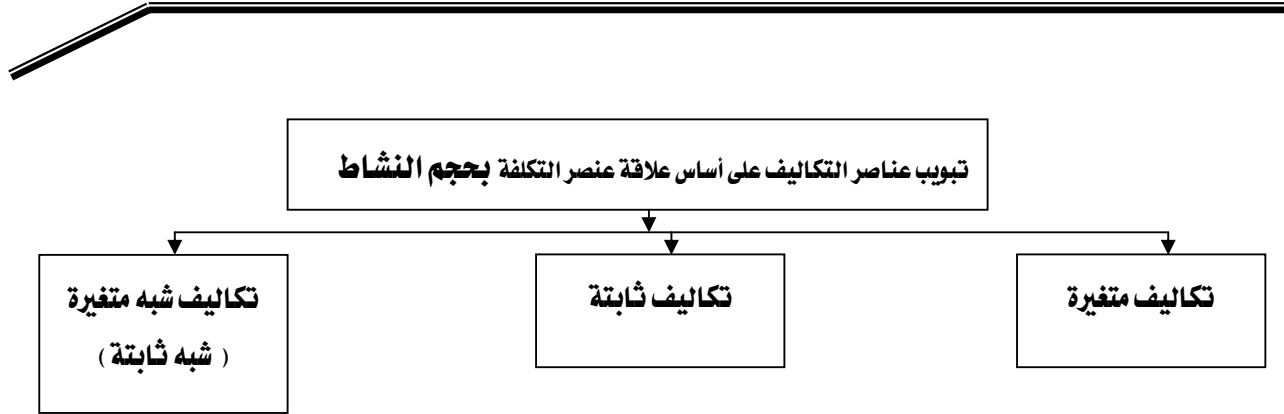 تبويب عناصر التكاليف على أساس علاقة عنصر التكلفة بحجم النشاط
تكاليف متغيرة
تكاليف ثابتة
تكاليف شبه متغيرة
( شبه ثابتة )